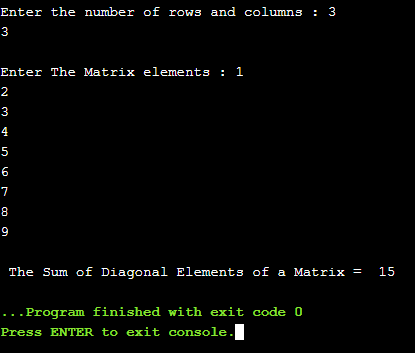 Enter the number of rows and columns : 3
3
Enter The Matrix elements : 1
2
3
4
5
6
7
8
9
The Sum of Diagonal Elements of a Matrix =  15
...Program finished with exit code 0
Press ENTER to exit console.